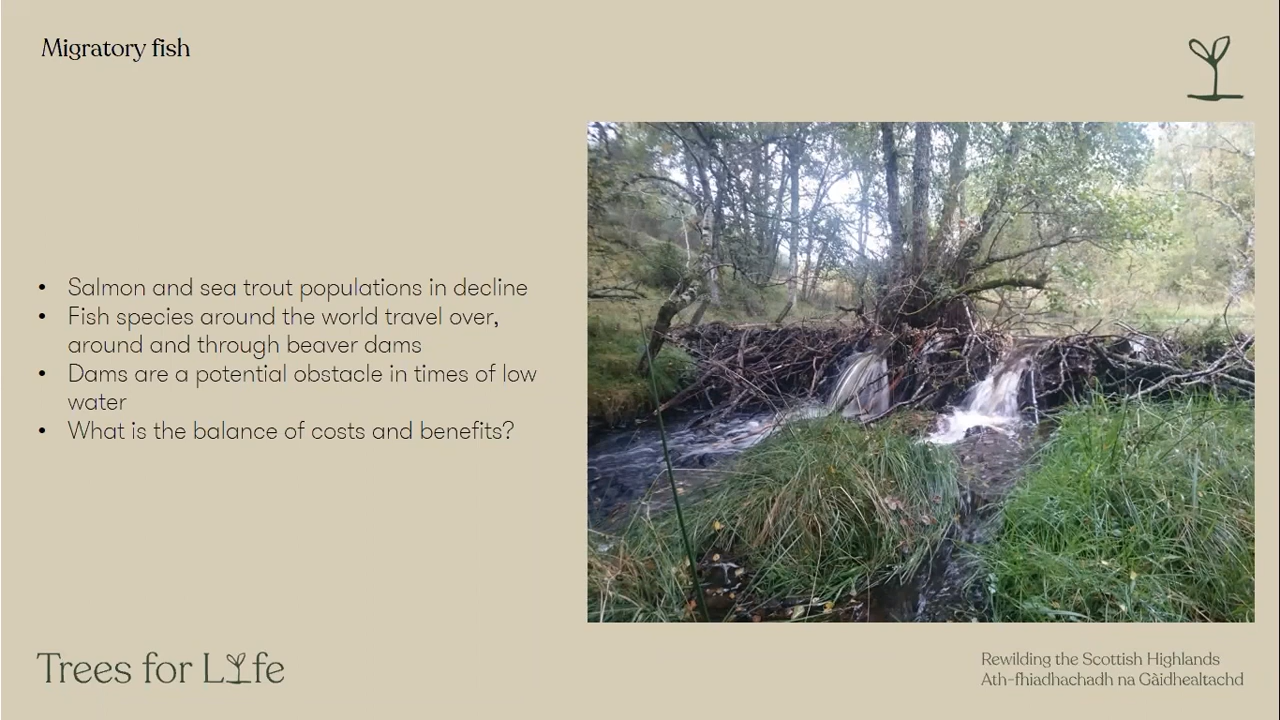 Migratory fish
• Salmon and sea trout populations in decline
• Fish species around the world travel over,
around and through beaver dams
• Dams are a potential obstacle in times of low
water
• What is the balance of costs and benefits?
Trees for Life
Rewilding the Scottish Highlands
Ath-fhiadhachadh na Gàidhealtachd